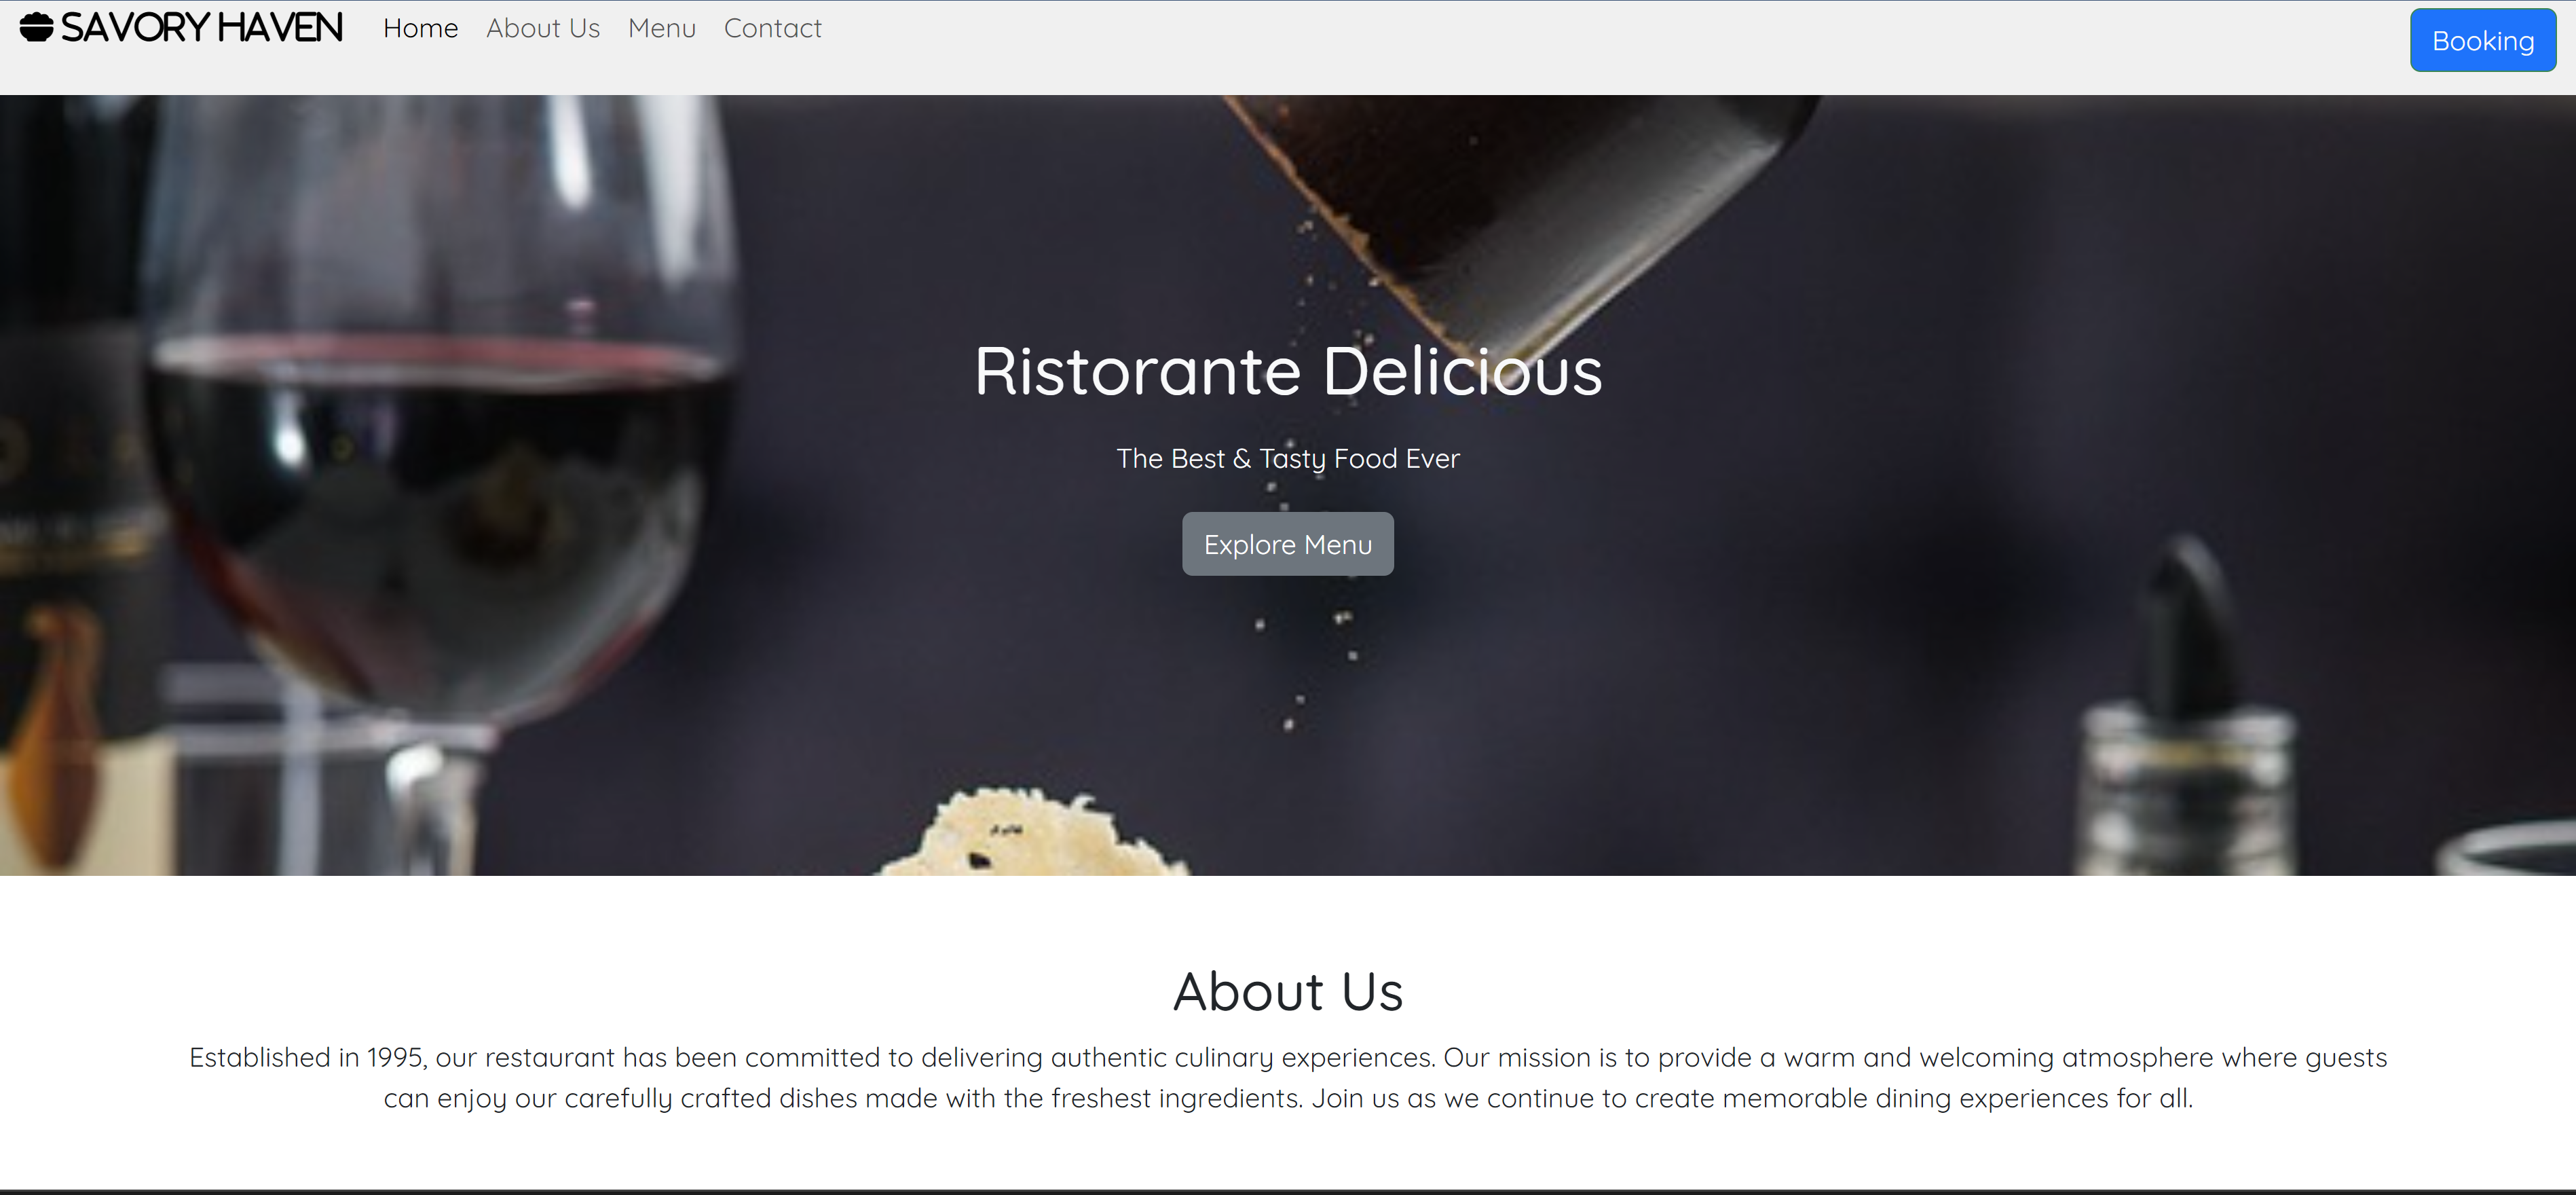 SAVORY HAVEN Home About Us Menu Contact Booking
Ristorante Delicious
The Best & Tasty Food Ever
Explore Menu
About Us
Established in 1995, our restaurant has been committed to delivering authentic culinary experiences. Our mission is to provide a warm and welcoming atmosphere where guests
can enjoy our carefully crafted dishes made with the freshest ingredients. Join us as we continue to create memorable dining experiences for all.